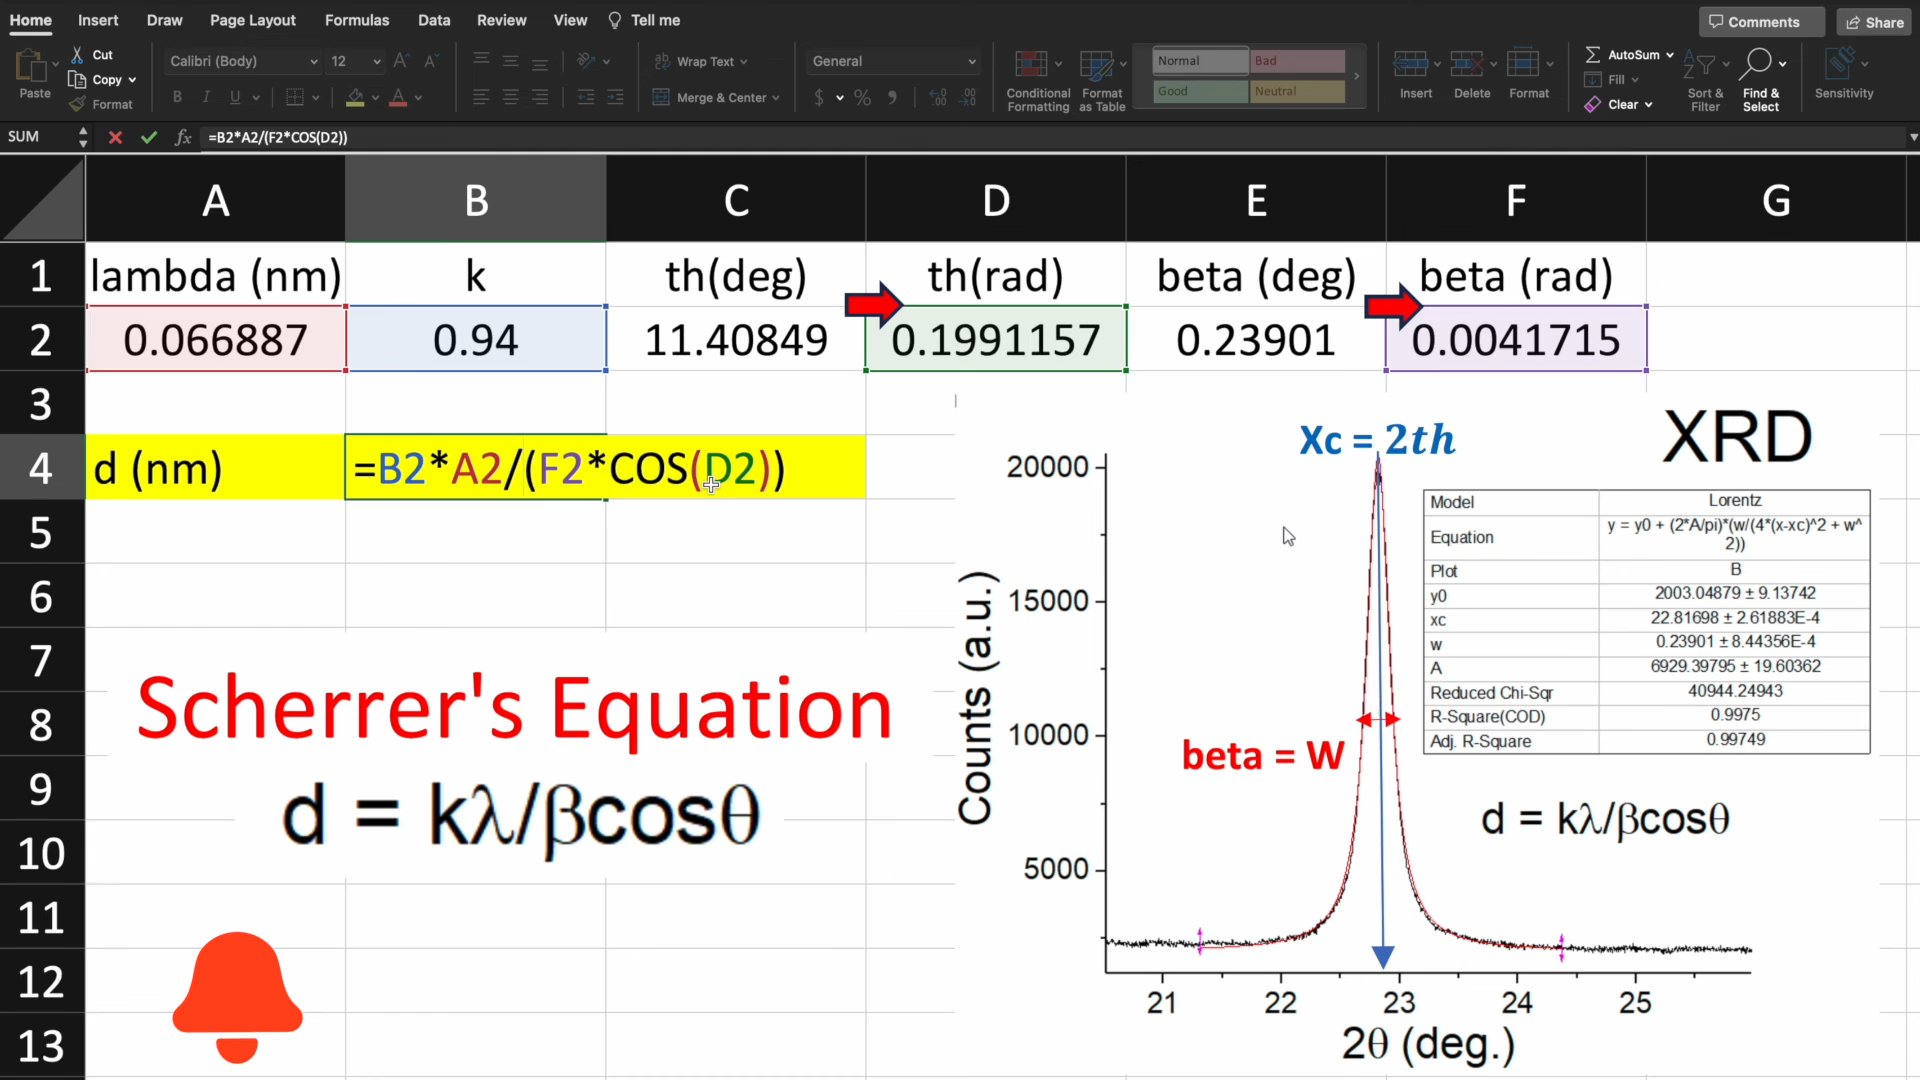 Home Insert Draw Page Layout Formulas Data Review View Tell me Comments Share
Cut
Copy
Format
Paste
Calibri (Body) 12
B I U
Wrap Text
Merge & Center
General
$ % 9
Conditional Formatting
Format as Table
Normal Bad
Good Neutral
Insert Delete Format
AutoSum
Fill
Clear
Sort & Filter
Find & Select
Sensitivity
SUM fx =B2*A2/(F2*COS(D2))
A B C D E F G
1 lambda (nm) k th(deg) th(rad) beta (deg) beta (rad)
2 0.066887 0.94 11.40849 0.1991157 0.23901 0.0041715
3
4 d (nm) =B2*A2/(F2*COS(D2))
5
6
7
8
9
10
11
12
13
Scherrer's Equation
d = kλ/βcosθ
Xc = 2th
XRD
Model Lorentz
Equation y = y0 + (2*A/pi)*(w/(4*(x-xc)^2 + w^
2))
Plot B
y0 2003.04879 ± 9.13742
xc 22.81698 ± 2.61883E-4
w 0.23901 ± 8.44356E-4
A 6929.39795 ± 19.60362
Reduced Chi-Sqr 40944.24943
R-Square(COD) 0.9975
Adj. R-Square 0.99749
beta = W
d = kλ/βcosθ
Counts (a.u.)
20000
15000
10000
5000
21 22 23 24 25
2θ (deg.)